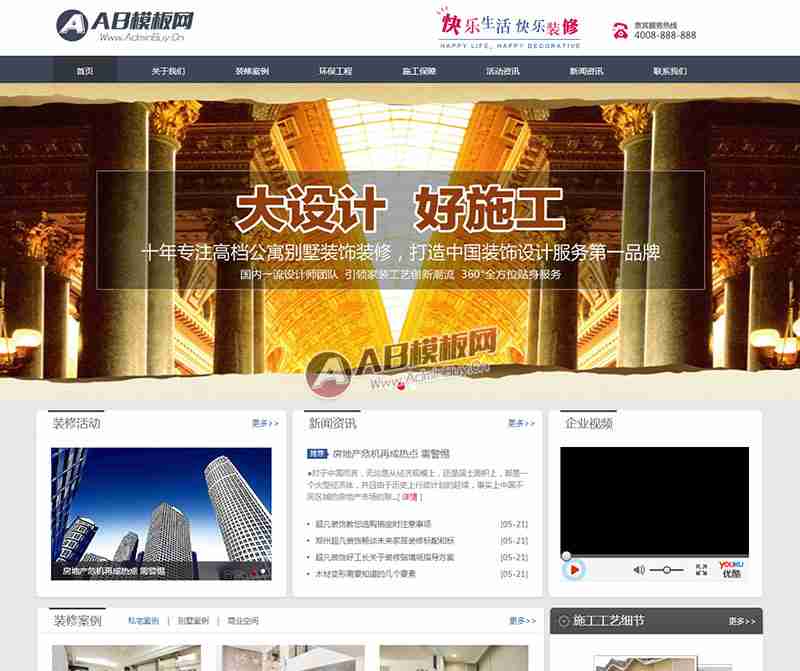 AB模板网
Www.AdminBuy.Cn
快乐生活 快乐装修
HAPPY LIFE, HAPPY DECORATIVE
4008-888-888
首页 关于我们 装修案例 环保工程 施工保障 活动资讯 新闻资讯 联系我们
大设计 好施工
十年专注高档公寓别墅装饰装修，打造中国装饰设计服务第一品牌
国内一流设计师团队 引领家装工艺创新潮流 360°全方位贴身服务
AB模板网
Www.AdminBuy.Cn
装修活动 更多>>
房地产危机再成热点 需警惕
新闻资讯 更多>>
推荐 房地产危机再成热点 需警惕
●对于中国而言，无论是从经济规模上，还是国土面积上，都是一
个大型经济体，并且由于历史上行政计划的延续，事实上中国不
同区域的房地产市场的联...[ 详情 ]
超凡装饰教您选购插座时注意事项 [05-21]
郑州超凡装饰畅谈未来家居装修标配和标 [05-21]
超凡装饰好工长关于装修隔墙纸指导方案 [05-21]
木材变形需要知道的几个要素 [05-21]
企业视频
YOUKU
优酷
装修案例 私宅案例 | 别墅案例 | 商业空间 更多>>
施工工艺细节 更多>>